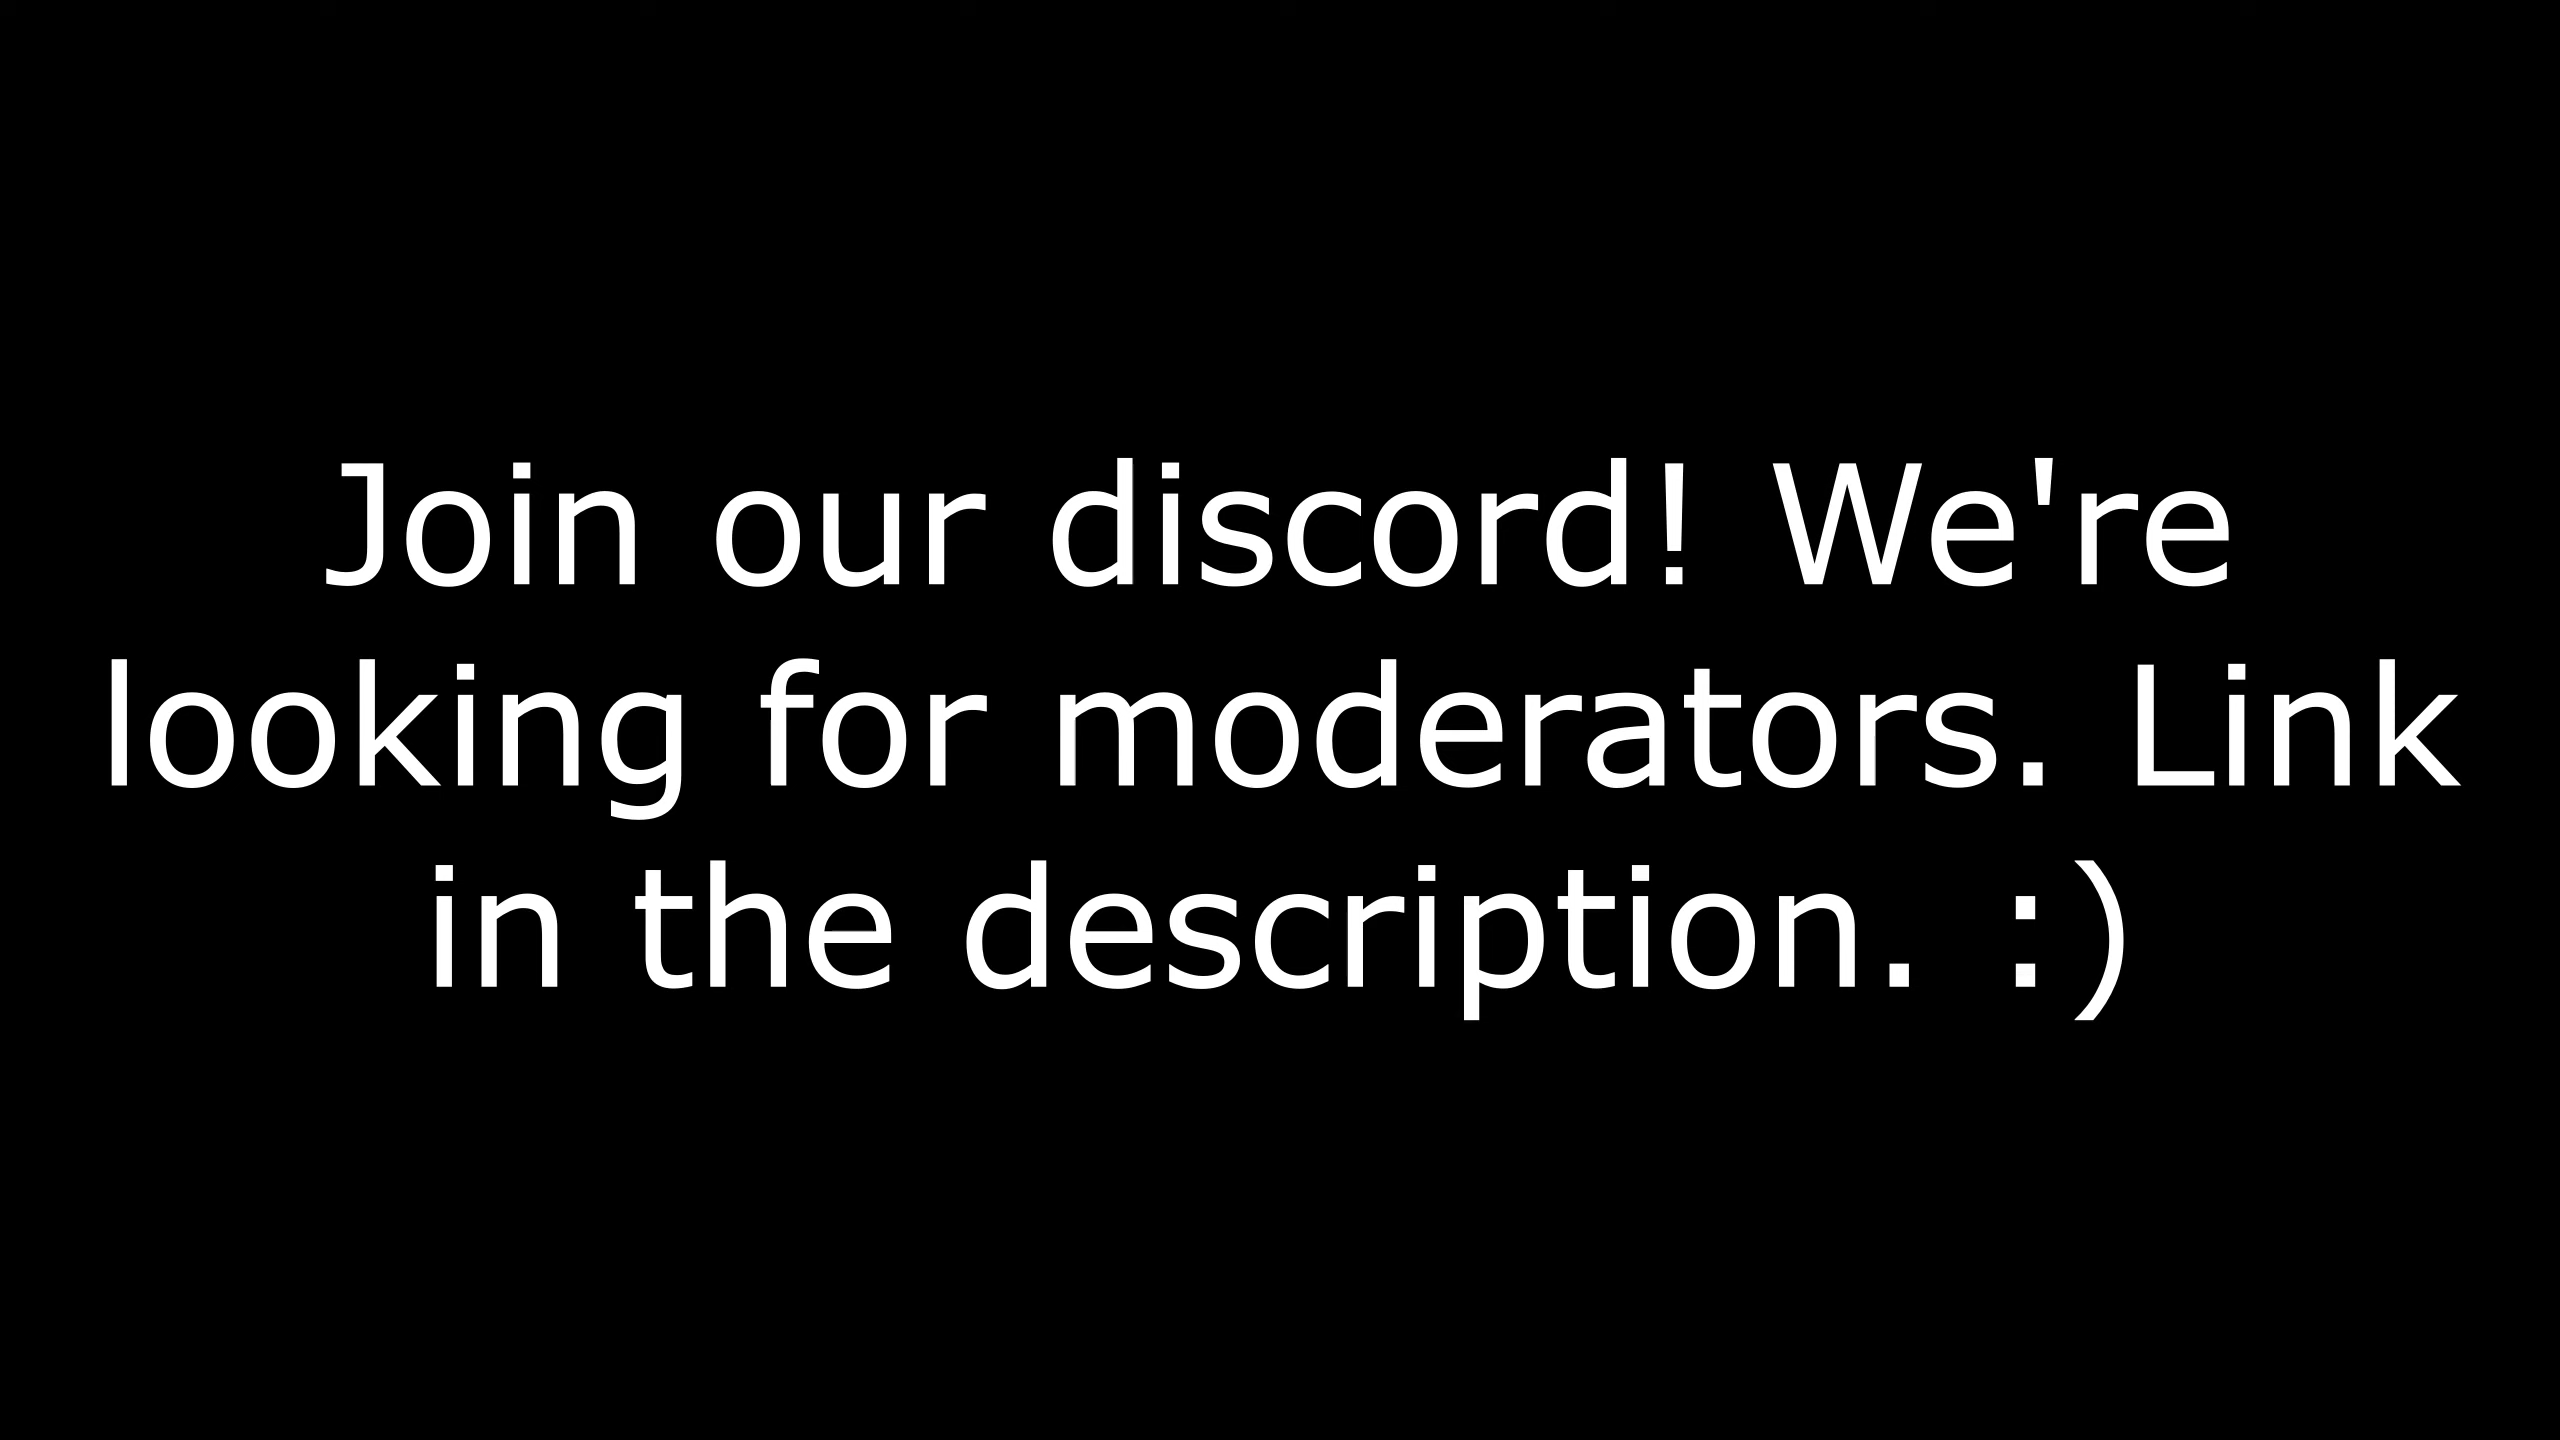 Join our discord! We're
looking for moderators. Link
in the description. :)